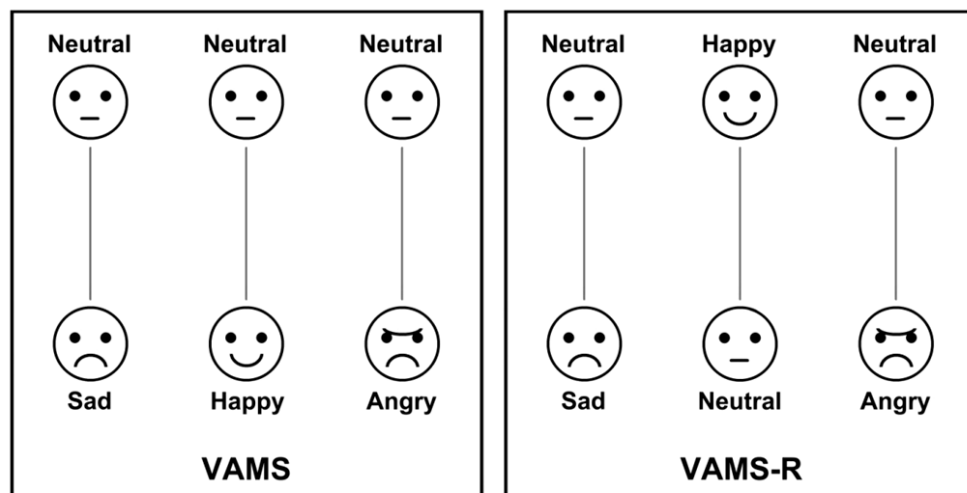 Neutral Neutral Neutral
Sad Happy Angry
VAMS
Neutral Happy Neutral
Sad Neutral Angry
VAMS-R